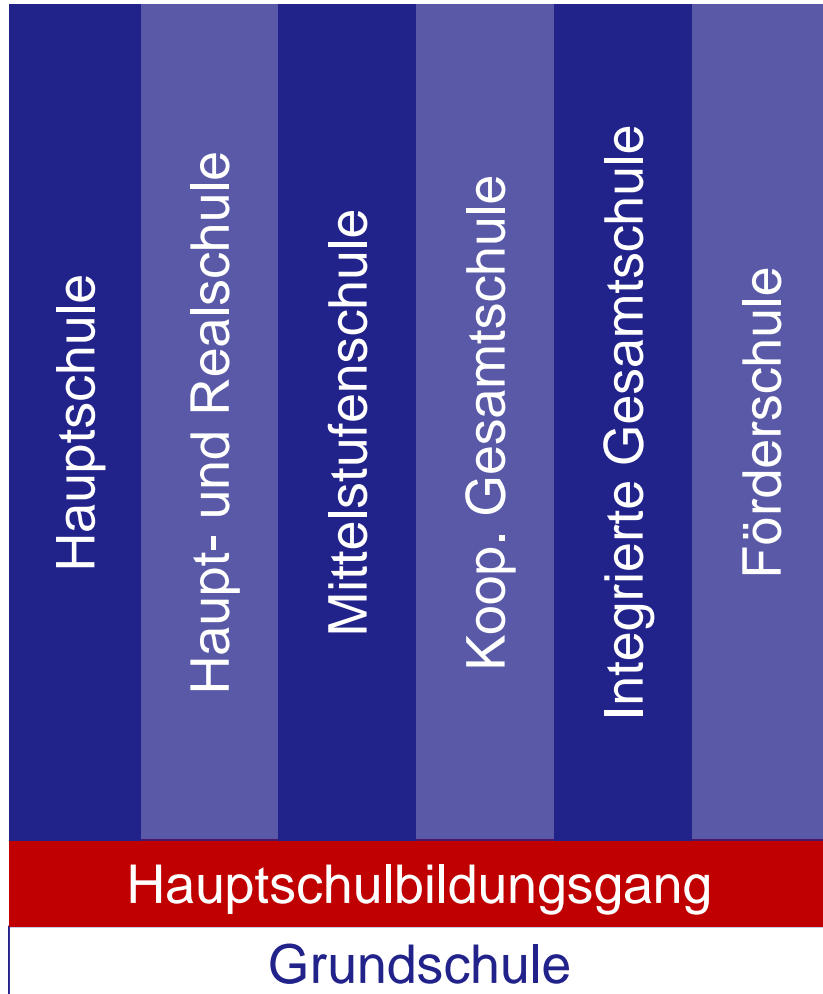 Hauptschule
Haupt- und Realschule
Mittelstufenschule
Koop. Gesamtschule
Integrierte Gesamtschule
Förderschule
Hauptschulbildungsgang
Grundschule